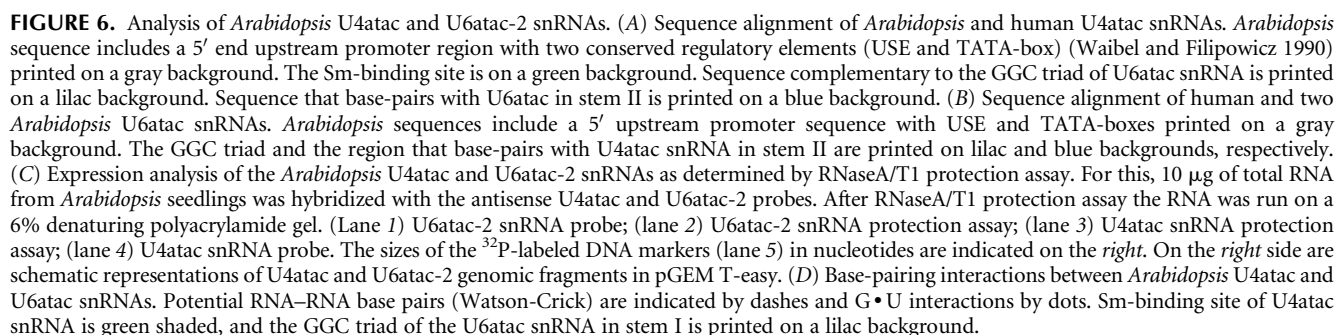 FIGURE 6. Analysis of Arabidopsis U4atac and U6atac-2 snRNAs. (A) Sequence alignment of Arabidopsis and human U4atac snRNAs. Arabidopsis
sequence includes a 5′ end upstream promoter region with two conserved regulatory elements (USE and TATA-box) (Waibel and Filipowicz 1990)
printed on a gray background. The Sm-binding site is on a green background. Sequence complementary to the GGC triad of U6atac snRNA is printed
on a lilac background. Sequence that base-pairs with U6atac in stem II is printed on a blue background. (B) Sequence alignment of human and two
Arabidopsis U6atac snRNAs. Arabidopsis sequences include a 5′ upstream promoter sequence with USE and TATA-boxes printed on a gray
background. The GGC triad and the region that base-pairs with U4atac snRNA in stem II are printed on lilac and blue backgrounds, respectively.
(C) Expression analysis of the Arabidopsis U4atac and U6atac-2 snRNAs as determined by RNaseA/T1 protection assay. For this, 10 μg of total RNA
from Arabidopsis seedlings was hybridized with the antisense U4atac and U6atac-2 probes. After RNaseA/T1 protection assay the RNA was run on a
6% denaturing polyacrylamide gel. (Lane 1) U6atac-2 snRNA probe; (lane 2) U6atac-2 snRNA protection assay; (lane 3) U4atac snRNA protection
assay; (lane 4) U4atac snRNA probe. The sizes of the ³²P-labeled DNA markers (lane 5) in nucleotides are indicated on the right. On the right side are
schematic representations of U4atac and U6atac-2 genomic fragments in pGEM T-easy. (D) Base-pairing interactions between Arabidopsis U4atac and
U6atac snRNAs. Potential RNA–RNA base pairs (Watson-Crick) are indicated by dashes and G•U interactions by dots. Sm-binding site of U4atac
snRNA is green shaded, and the GGC triad of the U6atac snRNA in stem I is printed on a lilac background.